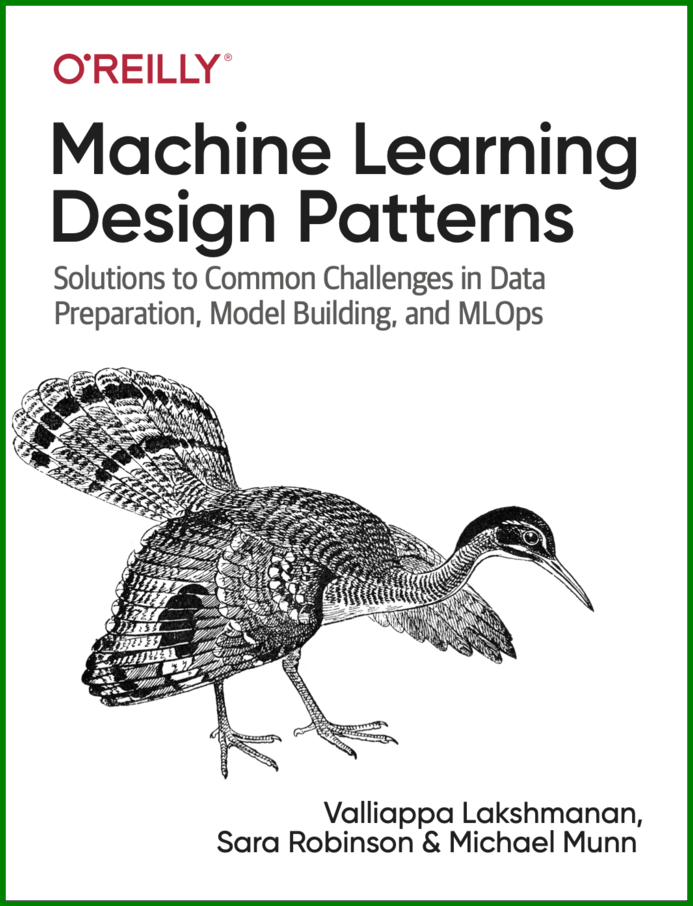 O'REILLY®
Machine Learning
Design Patterns
Solutions to Common Challenges in Data
Preparation, Model Building, and MLOps
Valliappa Lakshmanan,
Sara Robinson & Michael Munn